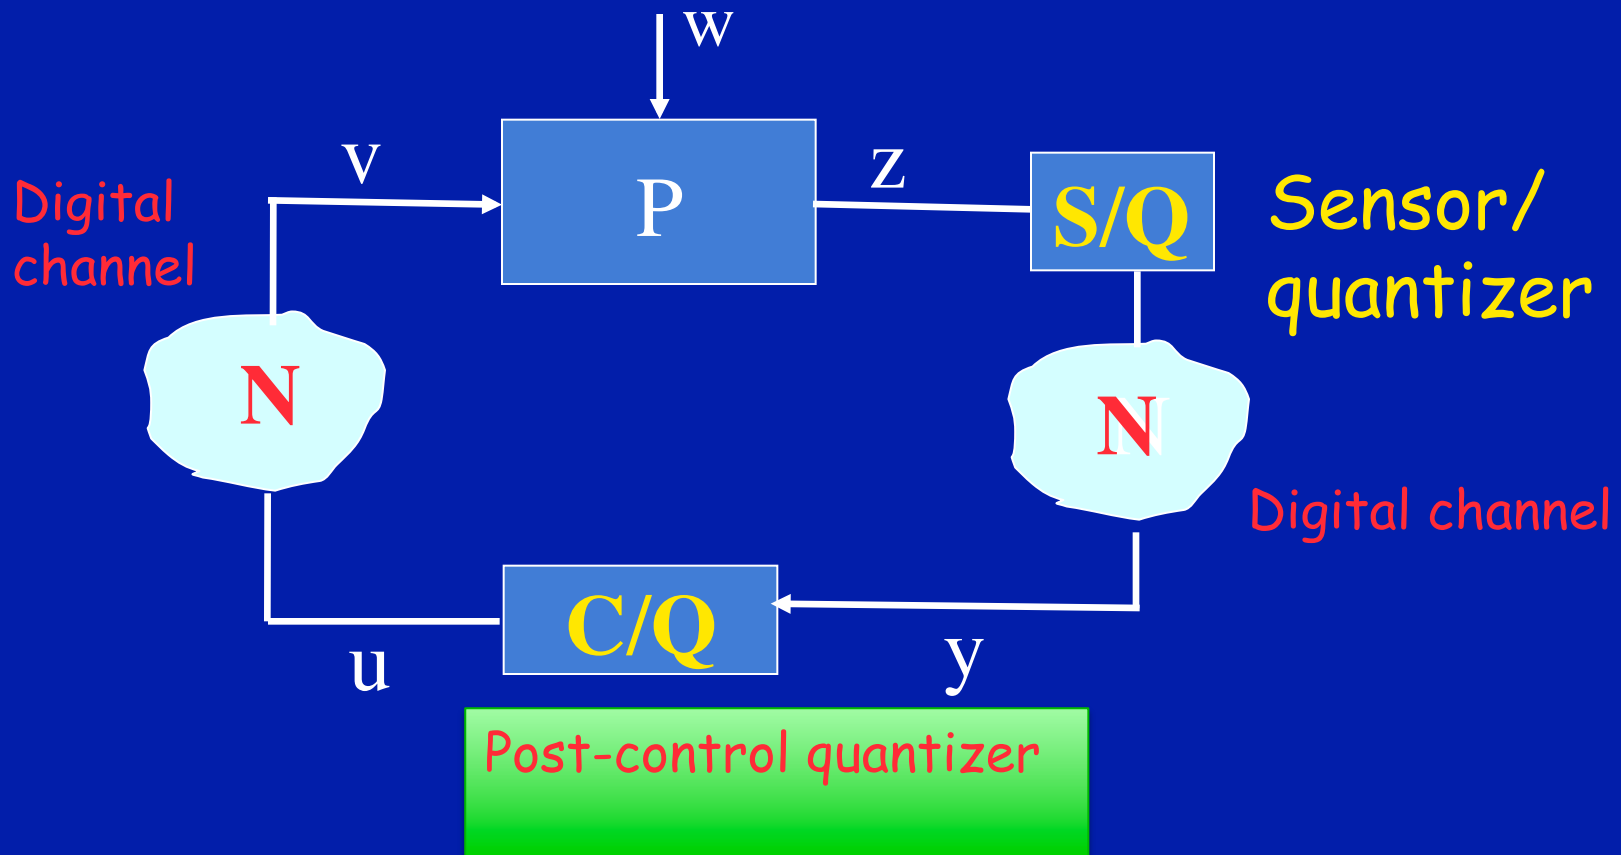 w
v
z
P
S/Q
Sensor/
quantizer
Digital
channel
N
N
Digital channel
C/Q
u
y
Post-control quantizer